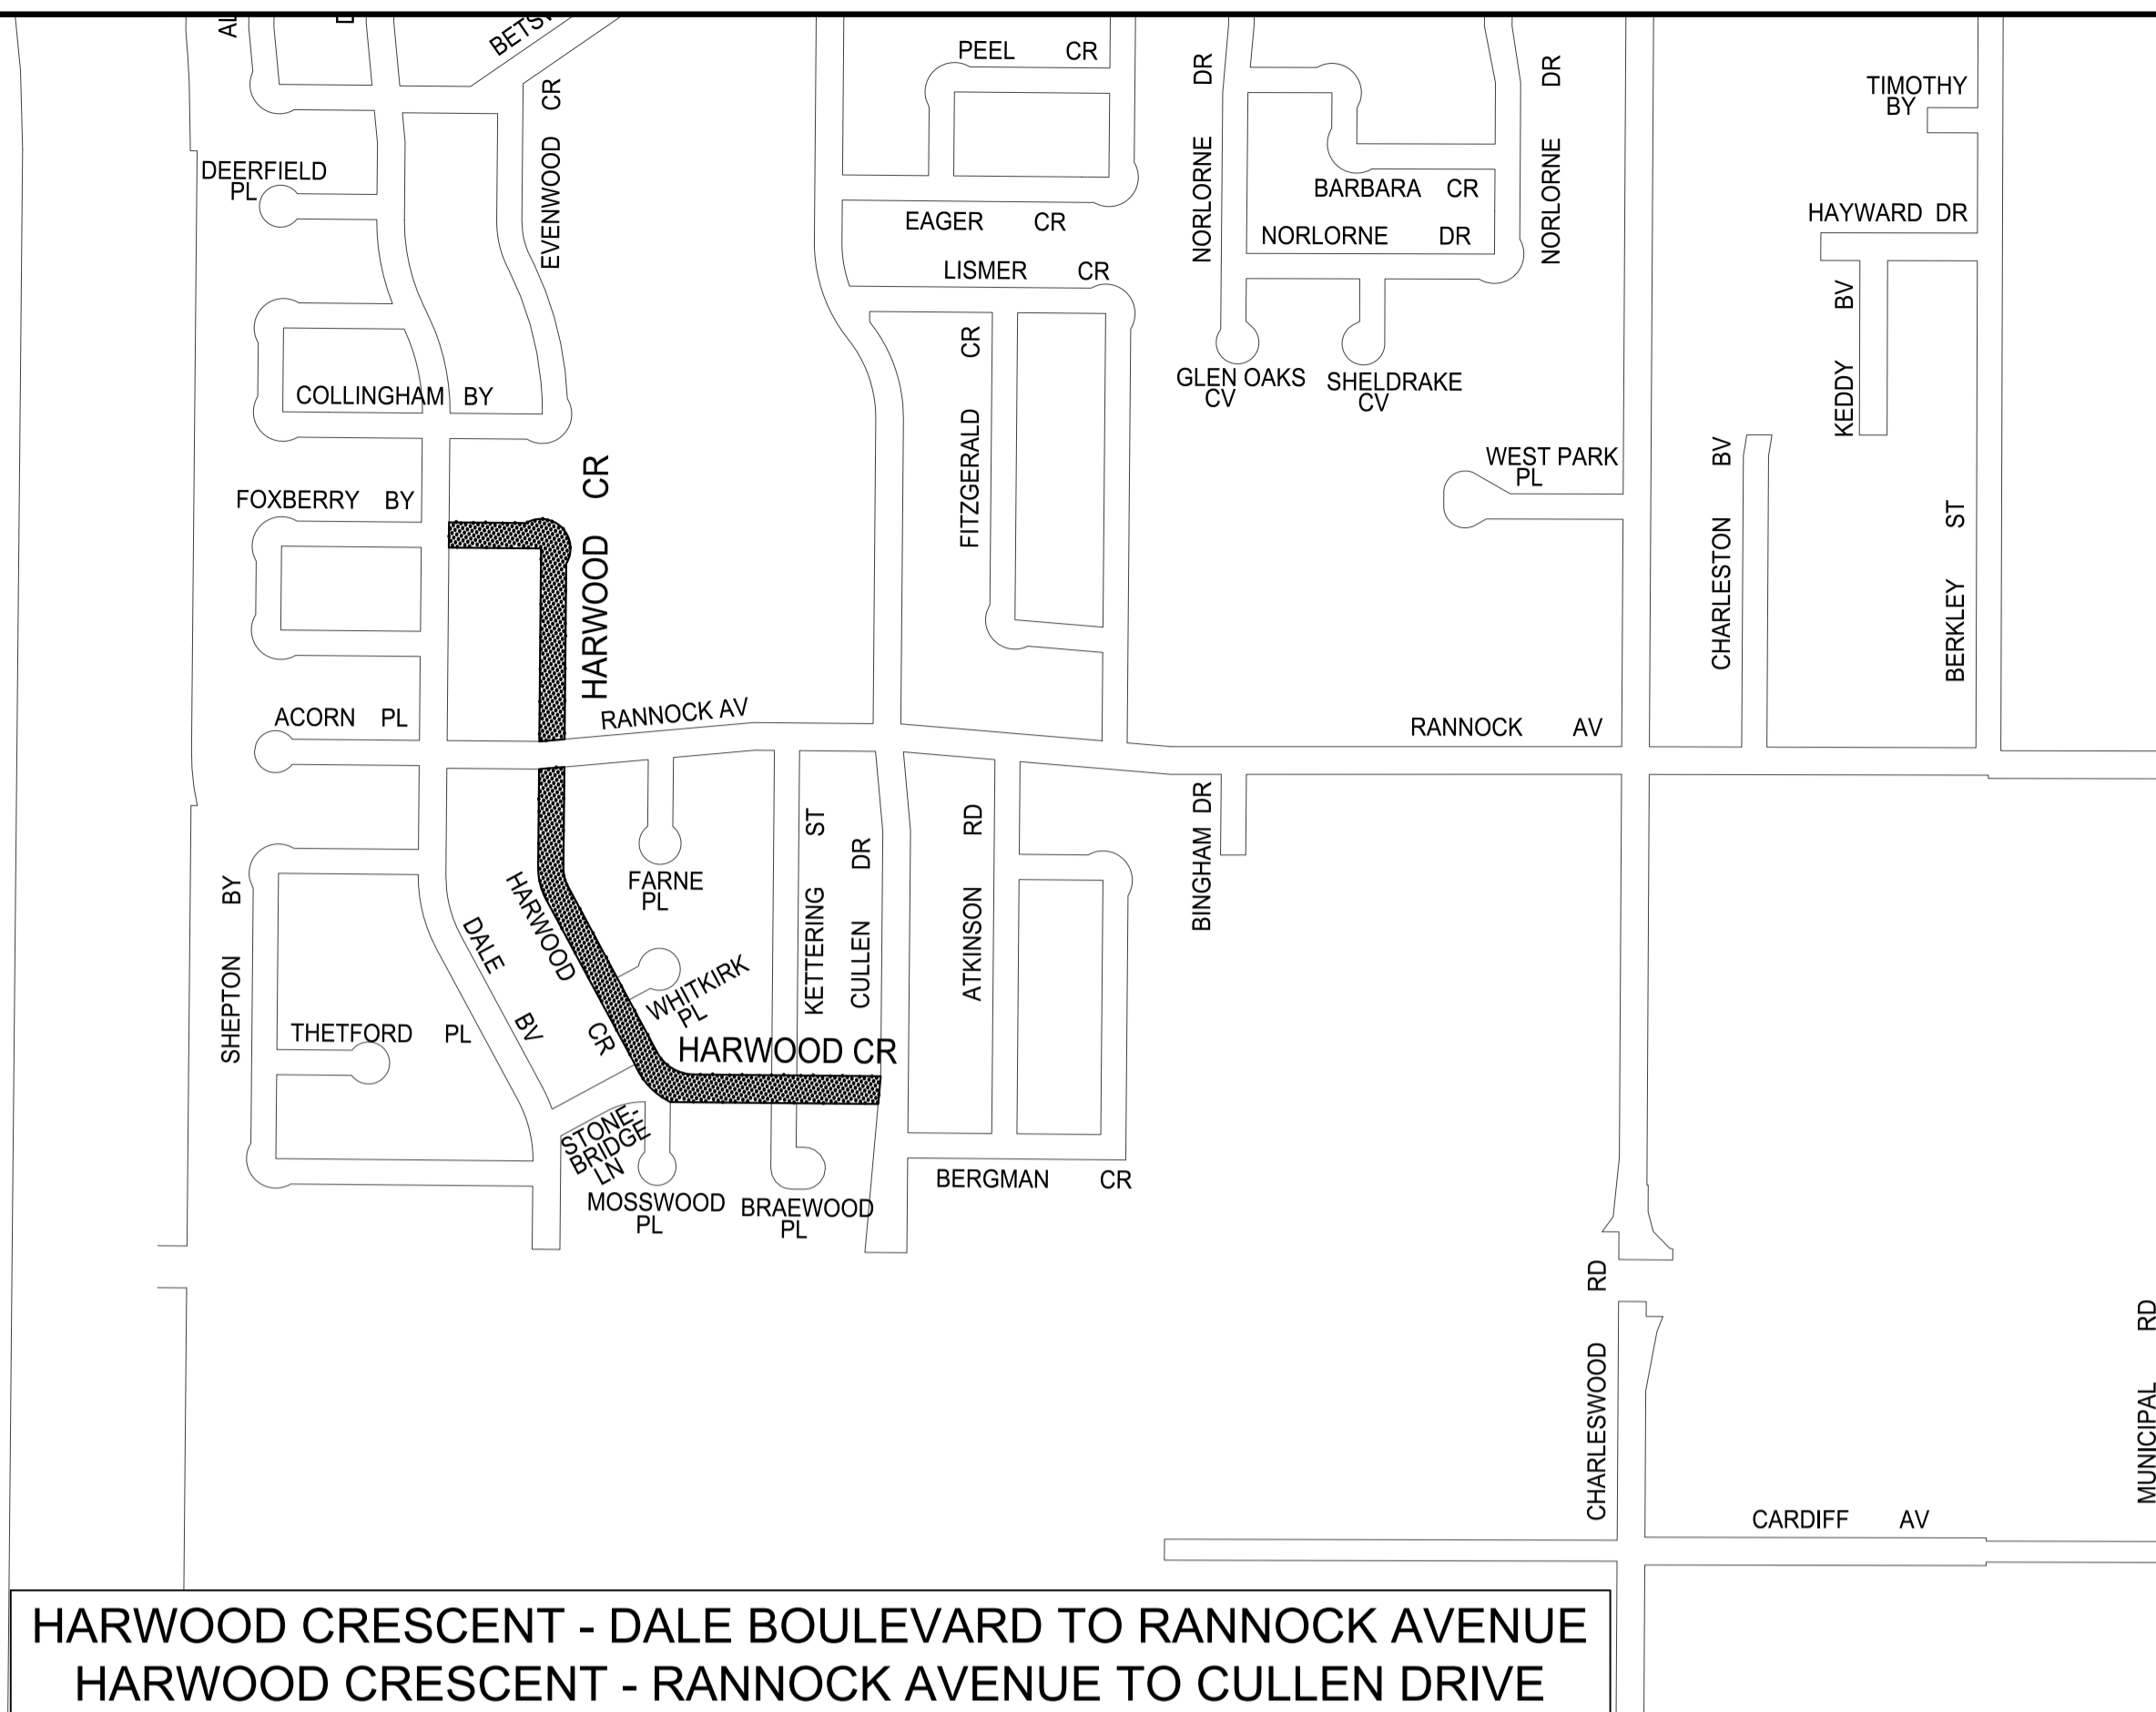 PEEL CR
NORLORNE DR
NORLORNE DR
TIMOTHY
BY
EVENWOOD CR
DEERFIELD
PL
BARBARA CR
HAYWARD DR
EAGER CR
NORLORNE DR
LISMER CR
KEDDY BV
FITZGERALD CR
GLEN OAKS
CV
SHELDRAKE
CV
COLLINGHAM BY
WEST PARK
PL
CHARLESTON BV
HARWOOD CR
FOXBERRY BY
BERKLEY ST
ACORN PL
RANNOCK AV
RANNOCK AV
BINGHAM DR
SHEPTON BY
DALE BV
HARWOOD CR
FARNE
PL
KETTERING ST
CULLEN DR
ATKINSON RD
WHITKIRK
PL
THETFORD PL
HARWOOD CR
STONE-
BRIDGE
LN
MOSSWOOD
PL
BRAEWOOD
PL
BERGMAN CR
CHARLESWOOD RD
MUNICIPAL RD
CARDIFF AV
HARWOOD CRESCENT - DALE BOULEVARD TO RANNOCK AVENUE
HARWOOD CRESCENT - RANNOCK AVENUE TO CULLEN DRIVE